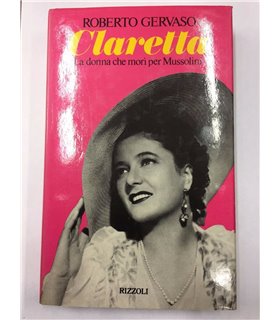 ROBERTO GERVASO
Claretta
La donna che morì per Mussolini
RIZZOLI